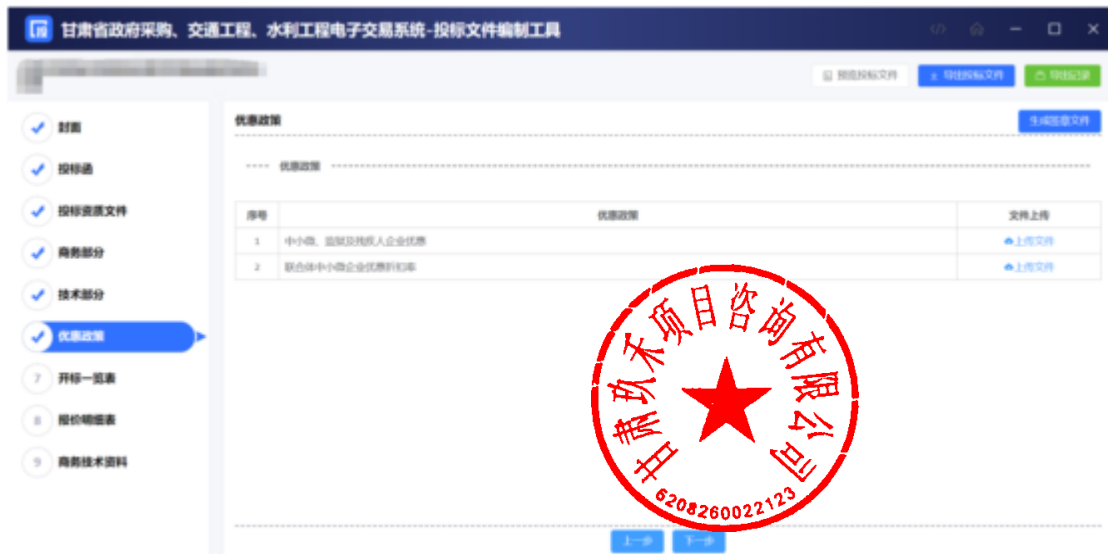 甘肃省政府采购、交通工程、水利工程电子交易系统-投标文件编制工具
预览投标文件
导出投标文件
导出记录
封面
投标函
投标资质文件
商务部分
技术部分
优惠政策
7 开标一览表
8 报价明细表
9 商务技术资料
优惠政策
生成签章文件
优惠政策
序号 优惠政策 文件上传
1 中小微、监狱及残疾人企业优惠 上传文件
2 联合体中小微企业优惠折扣率 上传文件
甘肃玖禾项目咨询有限公司
6208260022123
上一步 下一步